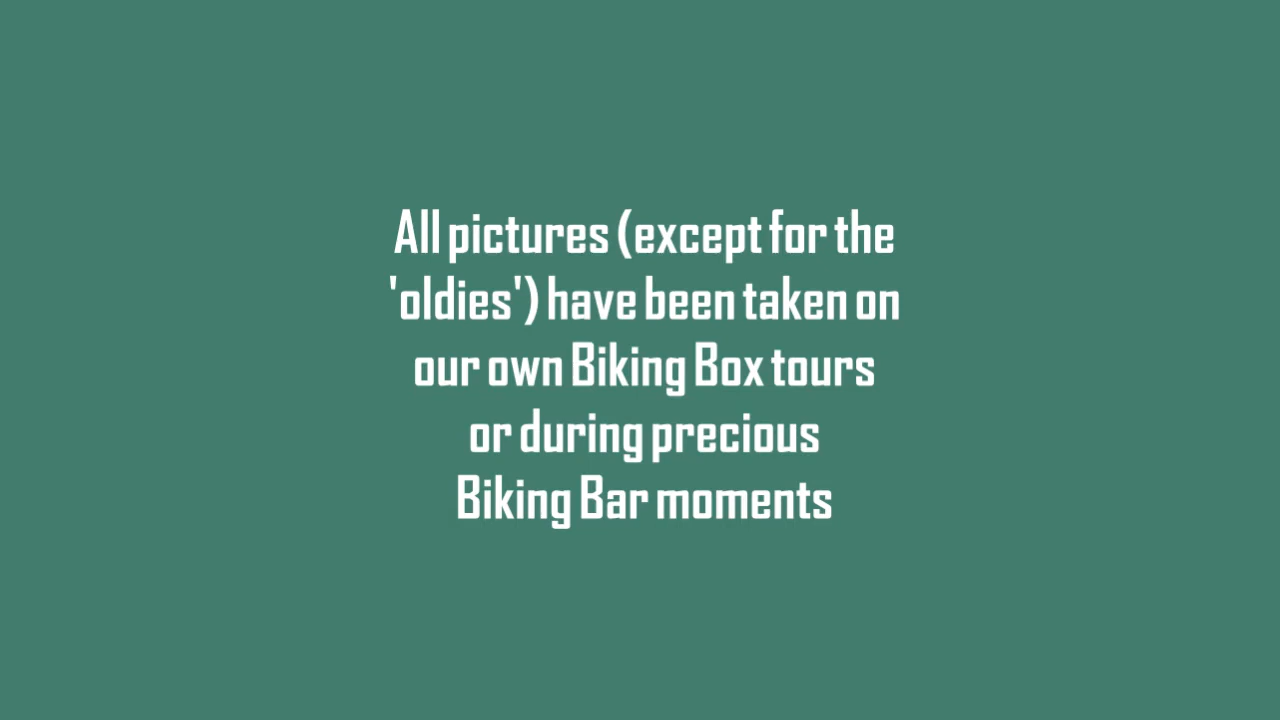 All pictures (except for the
'oldies') have been taken on
our own Biking Box tours
or during precious
Biking Bar moments